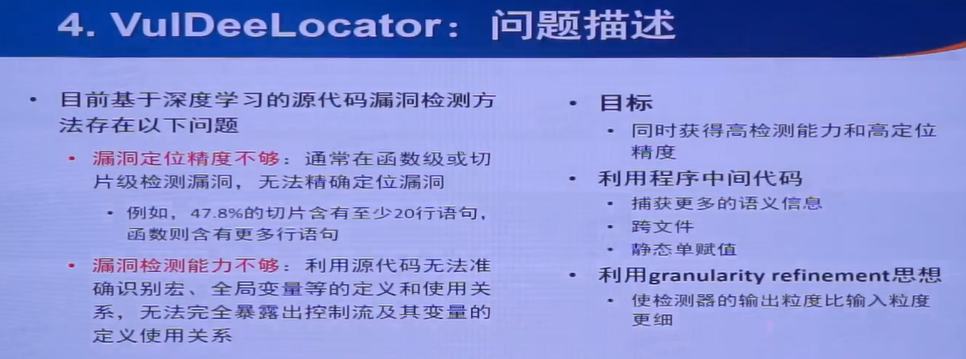 4. VulDeeLocator：问题描述
• 目前基于深度学习的源代码漏洞检测方
法存在以下问题
• 漏洞定位精度不够：通常在函数级或切
片级检测漏洞，无法精确定位漏洞
• 例如，47.8%的切片含有至少20行语句，
函数则含有更多行语句
• 漏洞检测能力不够：利用源代码无法准
确识别宏、全局变量等的定义和使用关
系，无法完全暴露出控制流及其变量的
定义使用关系
• 目标
• 同时获得高检测能力和高定位
精度
• 利用程序中间代码
• 捕获更多的语义信息
• 跨文件
• 静态单赋值
• 利用granularity refinement思想
• 使检测器的输出粒度比输入粒度
更细